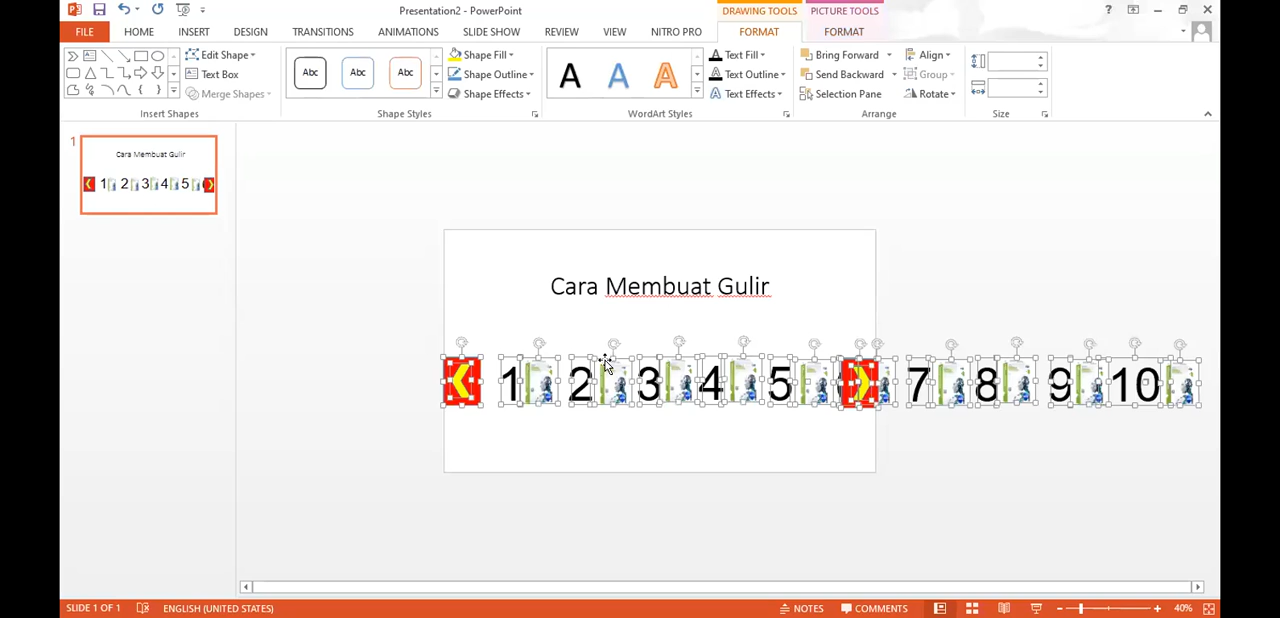 Presentation2 - PowerPoint
DRAWING TOOLS
PICTURE TOOLS
?
FILE
HOME
INSERT
DESIGN
TRANSITIONS
ANIMATIONS
SLIDE SHOW
REVIEW
VIEW
NITRO PRO
FORMAT
FORMAT
Edit Shape
Text Box
Merge Shapes
Insert Shapes
Abc
Abc
Abc
Shape Fill
Shape Outline
Shape Effects
Shape Styles
A
A
A
Text Fill
Text Outline
Text Effects
WordArt Styles
Bring Forward
Send Backward
Selection Pane
Align
Group
Rotate
Arrange
Size
1
Cara Membuat Gulir
1 2 3 4 5
Cara Membuat Gulir
1 2 3 4 5 7 8 9 10
SLIDE 1 OF 1
ENGLISH (UNITED STATES)
NOTES
COMMENTS
40%